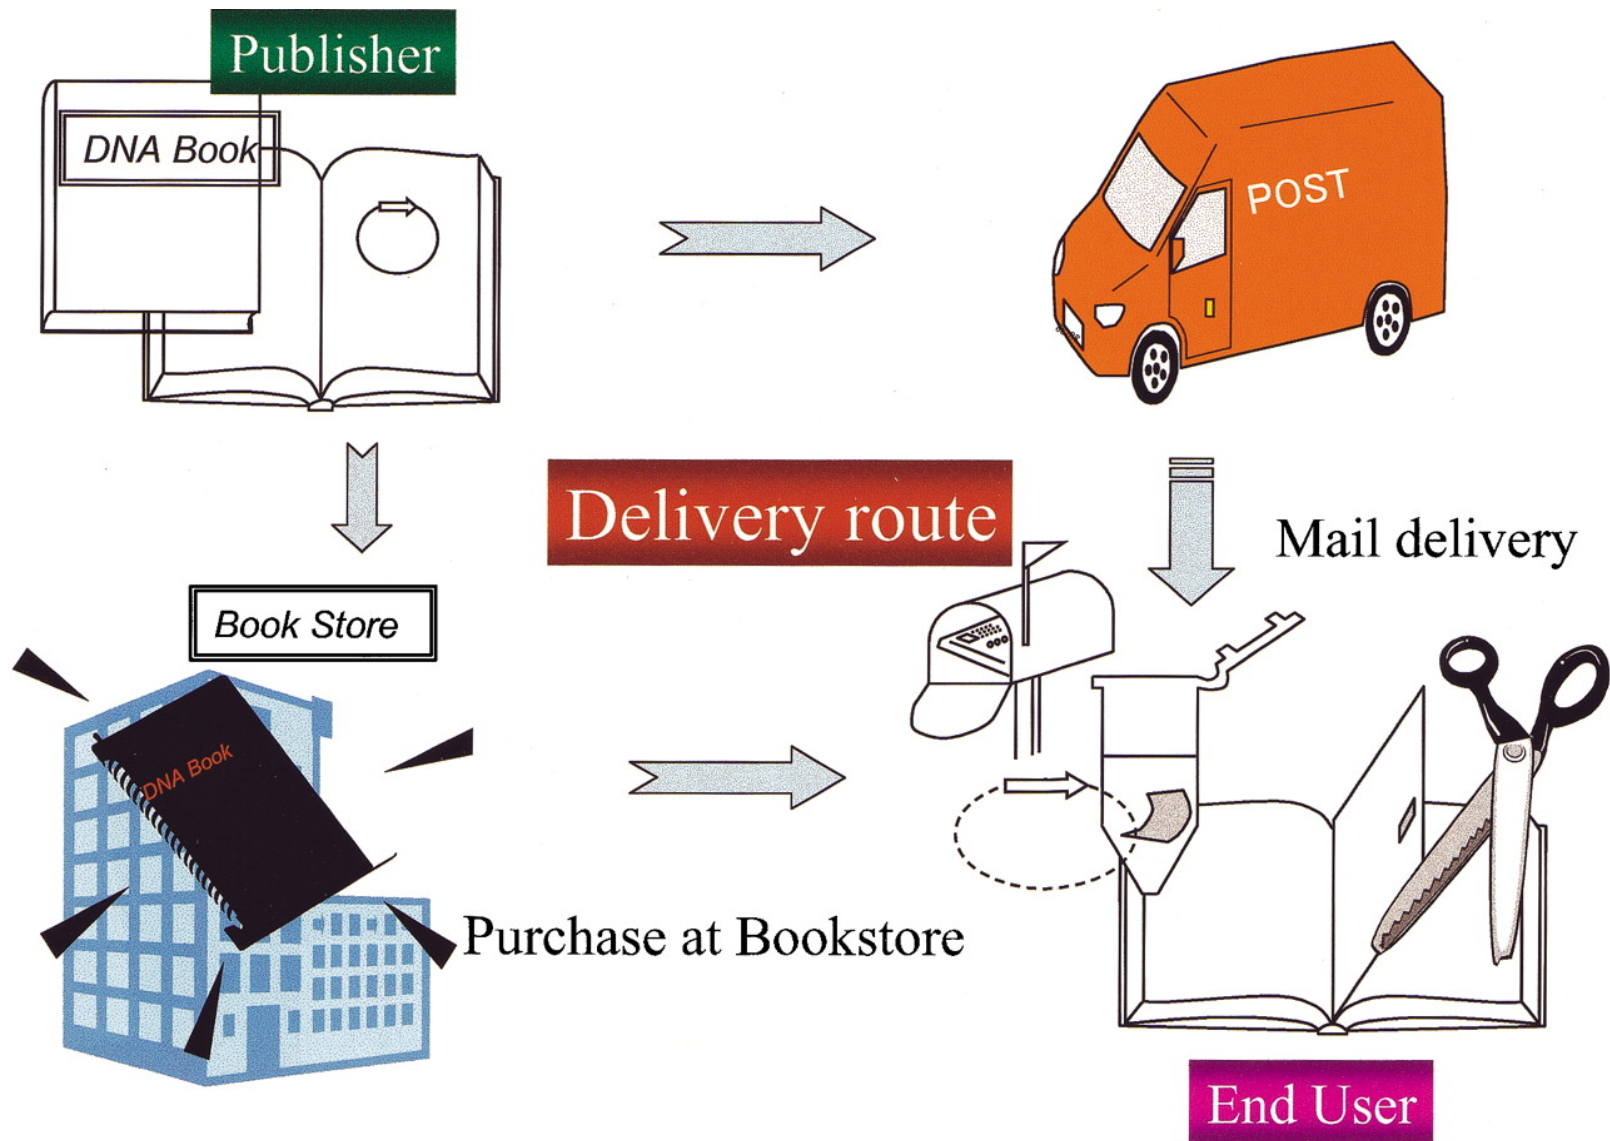 Publisher
DNA Book
POST
Delivery route
Mail delivery
Book Store
DNA Book
Purchase at Bookstore
End User